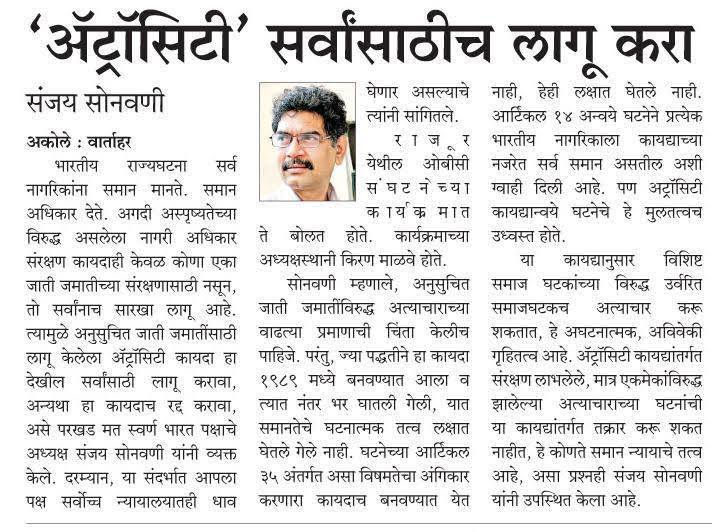 ‘ॲट्रॉसिटी’ सर्वांसाठीच लागू करा
संजय सोनवणी
अकोले : वार्ताहर
भारतीय राज्यघटना सर्व
नागरिकांना समान मानते. समान
अधिकार देते. अगदी अस्पृष्यतेच्या
विरुद्ध असलेला नागरी अधिकार
संरक्षण कायदाही केवळ कोणा एका
जाती जमातीच्या संरक्षणासाठी नसून,
तो सर्वांनाच सारखा लागू आहे.
त्यामुळे अनुसुचित जाती जमातींसाठी
लागू केलेला ॲट्रॉसिटी कायदा हा
देखील सर्वांसाठी लागू करावा,
अन्यथा हा कायदाच रद्द करावा,
असे परखड मत स्वर्ण भारत पक्षाचे
अध्यक्ष संजय सोनवणी यांनी व्यक्त
केले. दरम्यान, या संदर्भात आपला
पक्ष सर्वोच्च न्यायालयातही धाव
घेणार असल्याचे
त्यांनी सांगितले.
राजूर
येथील ओबीसी
संघटनेच्या
कार्यक्रमात
ते बोलत होते. कार्यक्रमाच्या
अध्यक्षस्थानी किरण माळवे होते.
सोनवणी म्हणाले, अनुसुचित
जाती जमातींविरुद्ध अत्याचाराच्या
वाढत्या प्रमाणाची चिंता केलीच
पाहिजे. परंतु, ज्या पद्धतीने हा कायदा
१९८९ मध्ये बनवण्यात आला व
त्यात नंतर भर घातली गेली, यात
समानतेचे घटनात्मक तत्व लक्षात
घेतले गेले नाही. घटनेच्या आर्टिकल
३५ अंतर्गत असा विषमतेचा अंगिकार
करणारा कायदाच बनवण्यात येत
नाही, हेही लक्षात घेतले नाही.
आर्टिकल १४ अन्वये घटनेने प्रत्येक
भारतीय नागरिकाला कायद्याच्या
नजरेत सर्व समान असतील अशी
ग्वाही दिली आहे. पण अट्रॉसिटी
कायद्यान्वये घटनेचे हे मुलतत्वच
उध्वस्त होते.
या कायद्यानुसार विशिष्ट
समाज घटकांच्या विरुद्ध उर्वरित
समाजघटकच अत्याचार करू
शकतात, हे अघटनात्मक, अविवेकी
गृहितत्व आहे. ॲट्रॉसिटी कायद्यांतर्गत
संरक्षण लाभलेले, मात्र एकमेकांविरुद्ध
झालेल्या अत्याचाराच्या घटनांची
या कायद्यांतर्गत तक्रार करू शकत
नाहीत, हे कोणते समान न्यायाचे तत्व
आहे, असा प्रश्नही संजय सोनवणी
यांनी उपस्थित केला आहे.